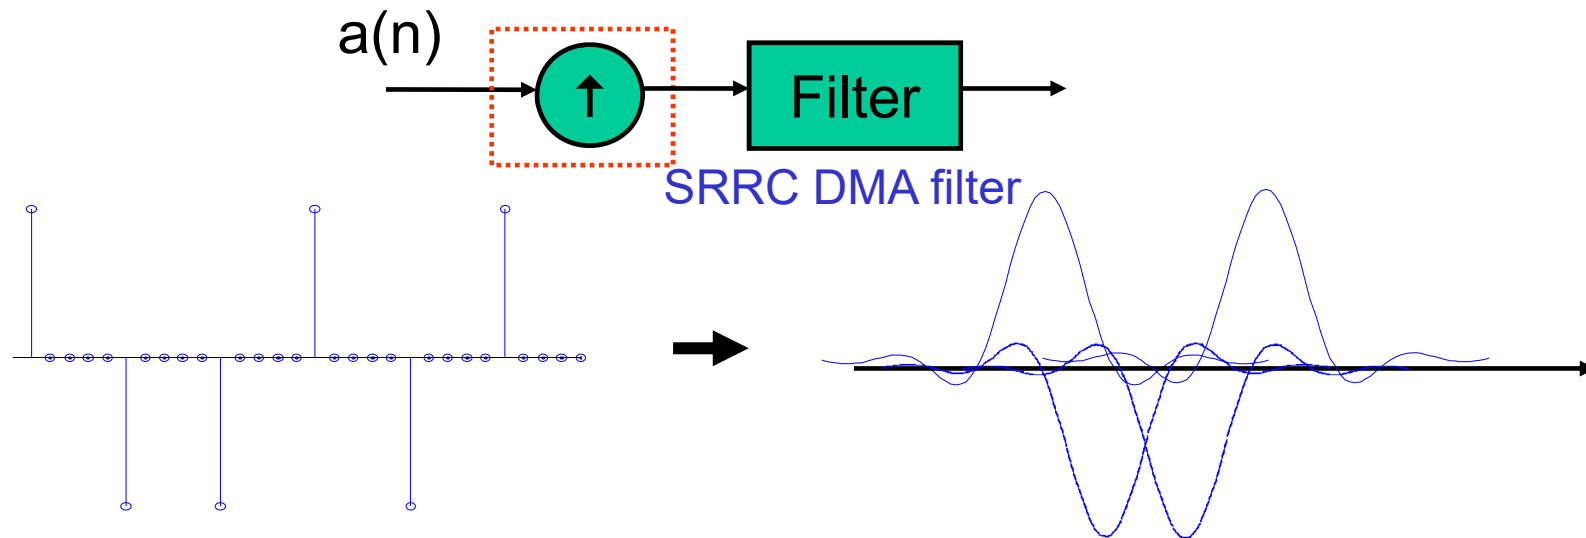 a(n)
↑
Filter
SRRC DMA filter